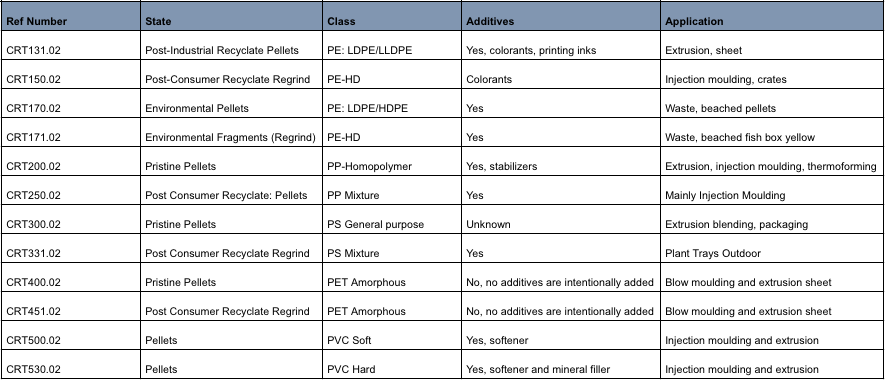 Ref Number State Class Additives Application
CRT131.02 Post-Industrial Recyclate Pellets PE: LDPE/LLDPE Yes, colorants, printing inks Extrusion, sheet
CRT150.02 Post-Consumer Recyclate Regrind PE-HD Colorants Injection moulding, crates
CRT170.02 Environmental Pellets PE: LDPE/HDPE Yes Waste, beached pellets
CRT171.02 Environmental Fragments (Regrind) PE-HD Yes Waste, beached fish box yellow
CRT200.02 Pristine Pellets PP-Homopolymer Yes, stabilizers Extrusion, injection moulding, thermoforming
CRT250.02 Post Consumer Recyclate: Pellets PP Mixture Yes Mainly Injection Moulding
CRT300.02 Pristine Pellets PS General purpose Unknown Extrusion blending, packaging
CRT331.02 Post Consumer Recyclate Regrind PS Mixture Yes Plant Trays Outdoor
CRT400.02 Pristine Pellets PET Amorphous No, no additives are intentionally added Blow moulding and extrusion sheet
CRT451.02 Post Consumer Recyclate Regrind PET Amorphous No, no additives are intentionally added Blow moulding and extrusion sheet
CRT500.02 Pellets PVC Soft Yes, softener Injection moulding and extrusion
CRT530.02 Pellets PVC Hard Yes, softener and mineral filler Injection moulding and extrusion